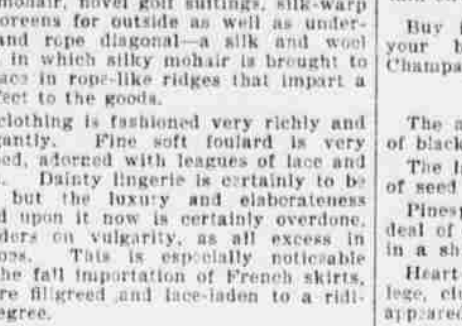 mohair, novel golf suitings, silk-warp
oreens for outside as well as under-
and rope diagonal—a silk and wool
in which silky mohair is brought to
ace in rope-like ridges that impart a
fect to the goods.
clothing is fashioned very richly and
gantly. Fine soft foulard is very
ed, adorned with leagues of lace and
. Dainty lingerie is certainly to be
but the luxury and elaborateness
d upon it now is certainly overdone,
ders on vulgarity, as all excess in
oes. This is especially noticeable
he fall importation of French skirts,
re filigreed and lace-laden to a ridi-
egree.
Buy
your b
Champa
The a
of black
The l
of seed
Pinesp
deal of
in a sh
Heart
lege, clu
appeared